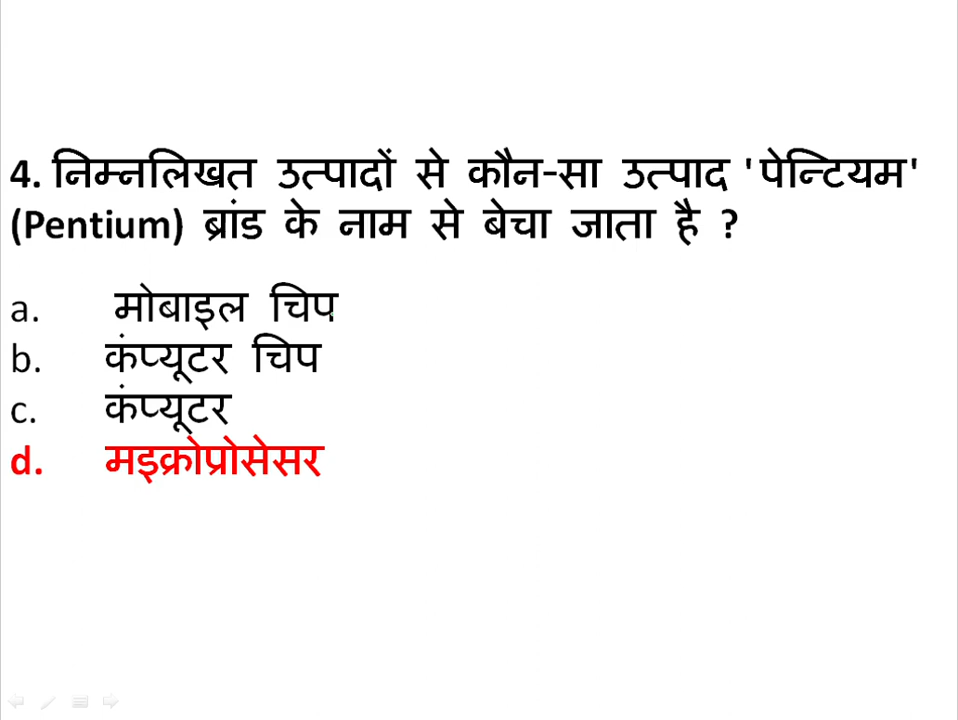 4. निम्नलिखत उत्पादों से कौन-सा उत्पाद 'पेन्टियम'
(Pentium) ब्रांड के नाम से बेचा जाता है ?
a. मोबाइल चिप
b. कंप्यूटर चिप
c. कंप्यूटर
d. मइक्रोप्रोसेसर